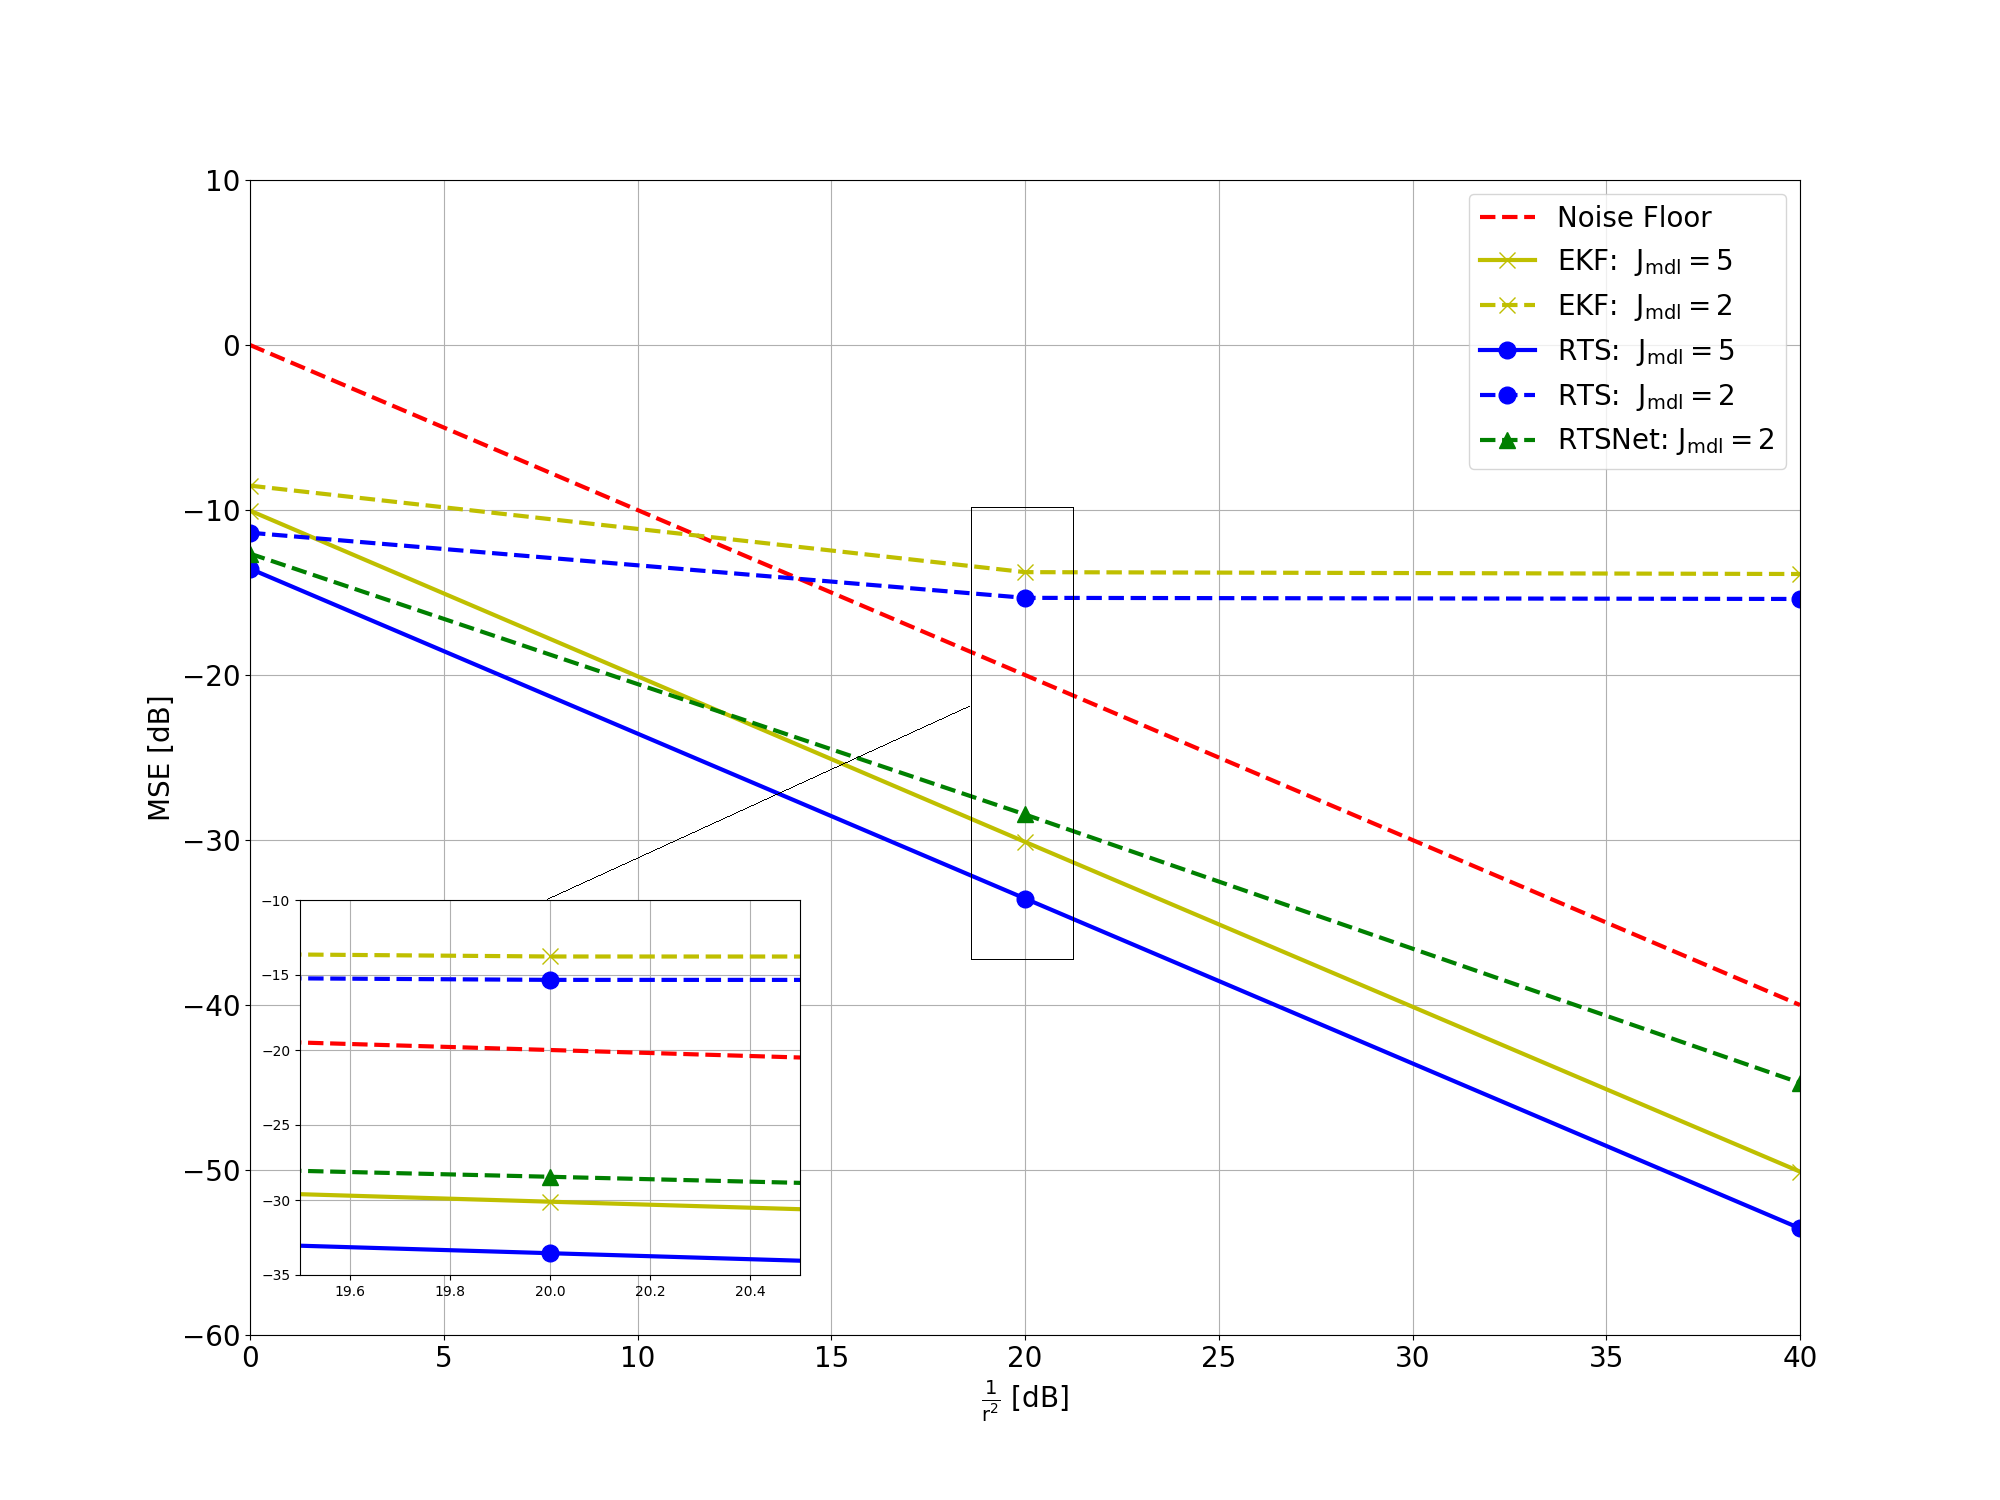 10
0
−10
−20
−30
−40
−50
−60
MSE [dB]
0 5 10 15 20 25 30 35 40
1/r² [dB]
Noise Floor
EKF: J_mdl = 5
EKF: J_mdl = 2
RTS: J_mdl = 5
RTS: J_mdl = 2
RTSNet: J_mdl = 2
−10
−15
−20
−25
−30
−35
19.6 19.8 20.0 20.2 20.4